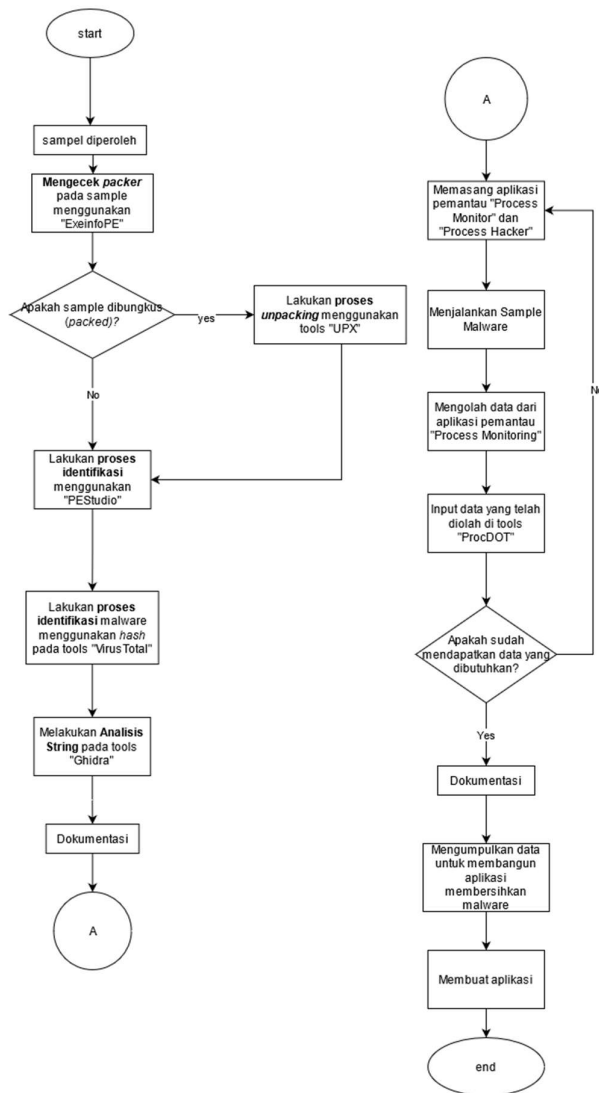 start
sampel diperoleh
Mengecek packer
pada sample
menggunakan
"ExeinfoPE"
Apakah sample dibungkus
(packed)?
yes
Lakukan proses
unpacking menggunakan
tools "UPX"
No
Lakukan proses
identifikasi
menggunakan
"PEStudio"
Lakukan proses
identifikasi malware
menggunakan hash
pada tools "VirusTotal"
Melakukan Analisis
String pada tools
"Ghidra"
Dokumentasi
A
A
Memasang aplikasi
pemantau "Process
Monitor" dan
"Process Hacker"
Menjalankan Sample
Malware
Mengolah data dari
aplikasi pemantau
"Process Monitoring"
Input data yang telah
diolah di tools
"ProcDOT"
Apakah sudah
mendapatkan data yang
dibutuhkan?
Yes
Dokumentasi
Mengumpulkan data
untuk membangun
aplikasi
membersihkan
malware
Membuat aplikasi
end